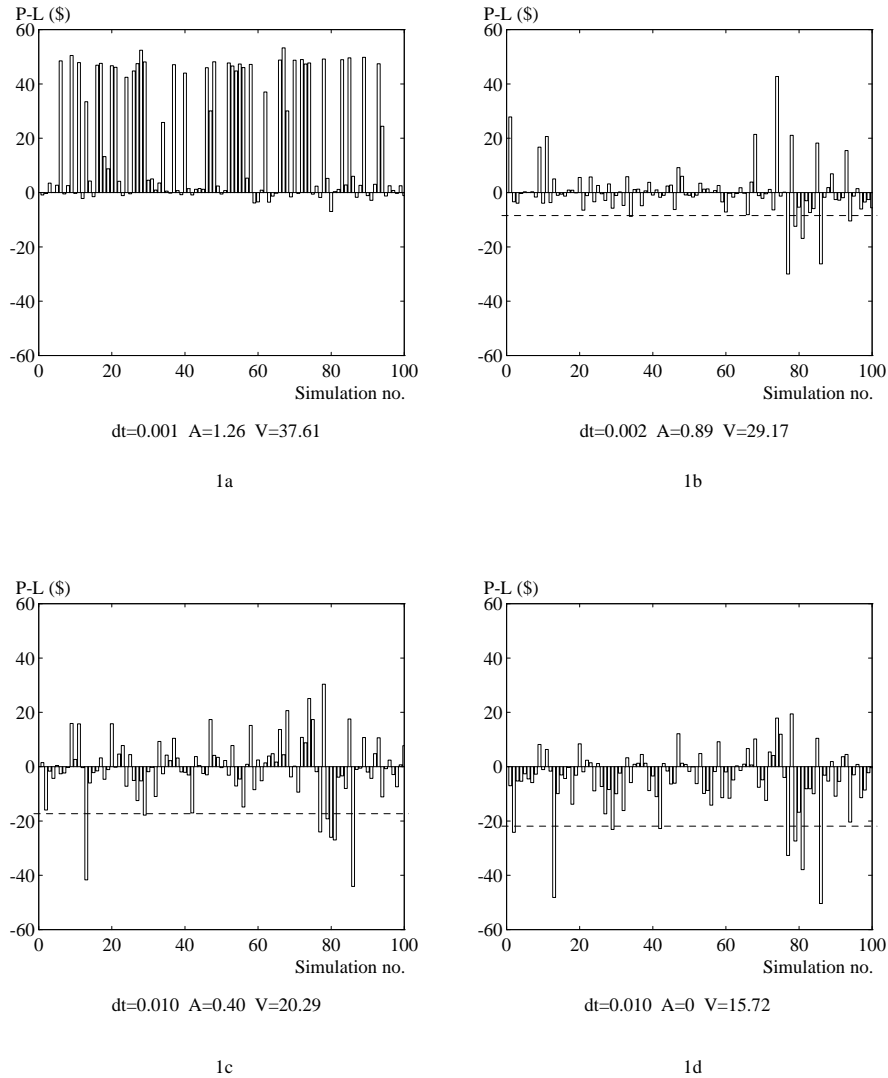 P-L ($)
60
40
20
0
-20
-40
-60
0 20 40 60 80 100
Simulation no.
dt=0.001 A=1.26 V=37.61
1a
P-L ($)
60
40
20
0
-20
-40
-60
0 20 40 60 80 100
Simulation no.
dt=0.002 A=0.89 V=29.17
1b
P-L ($)
60
40
20
0
-20
-40
-60
0 20 40 60 80 100
Simulation no.
dt=0.010 A=0.40 V=20.29
1c
P-L ($)
60
40
20
0
-20
-40
-60
0 20 40 60 80 100
Simulation no.
dt=0.010 A=0 V=15.72
1d